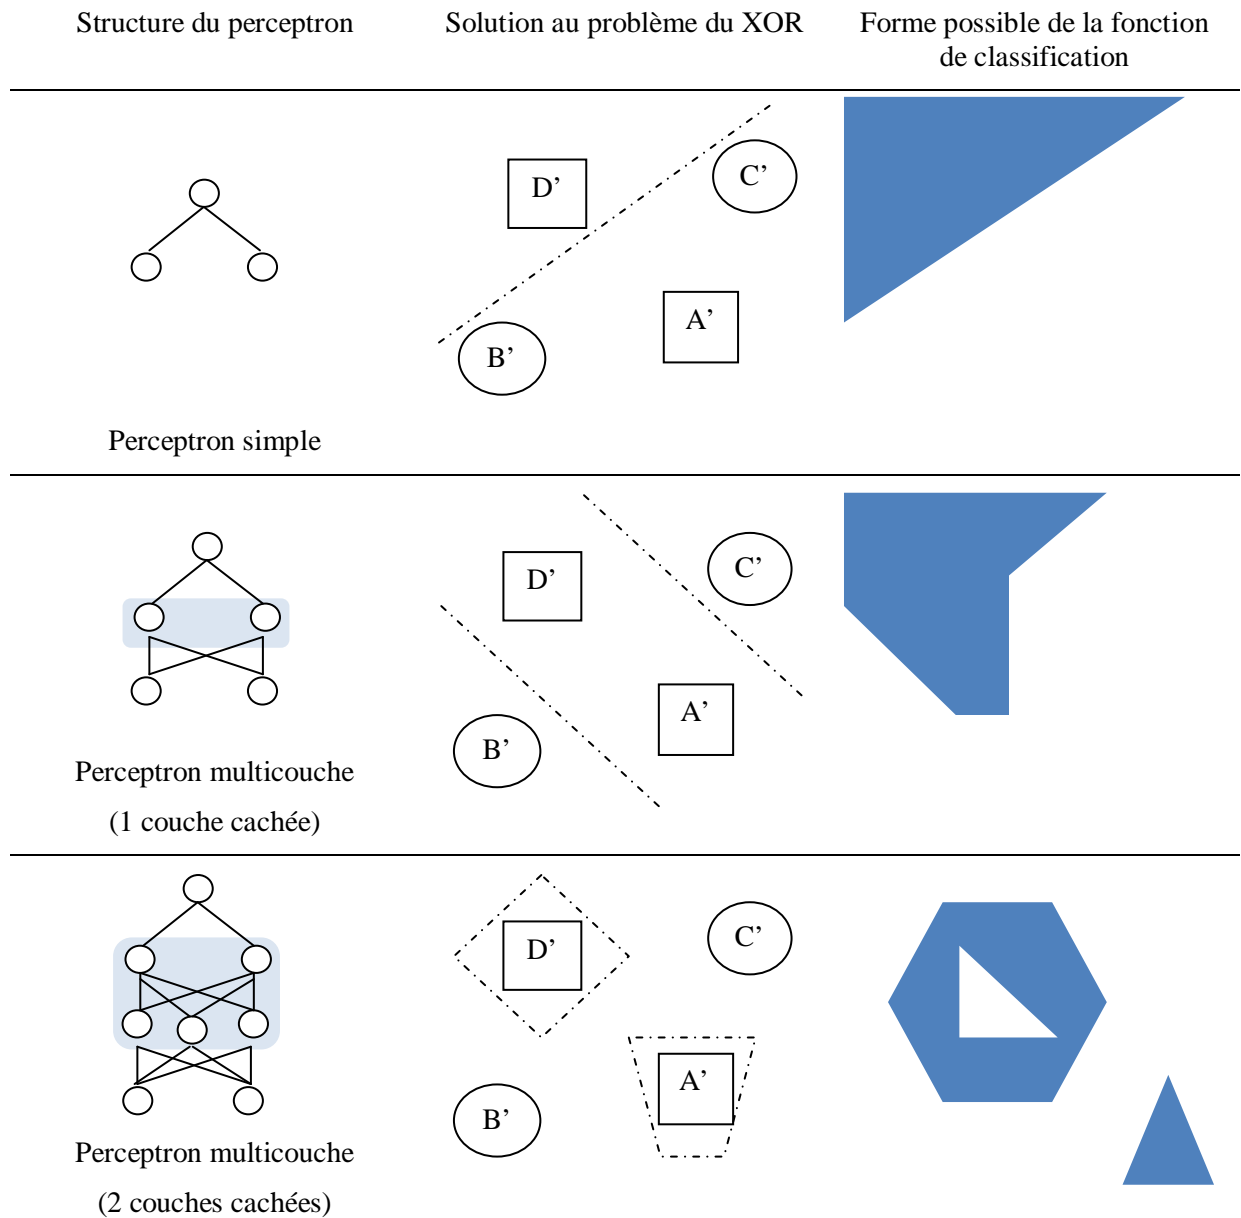 Structure du perceptron
Solution au problème du XOR
Forme possible de la fonction
de classification
D’
C’
A’
B’
Perceptron simple
D’
C’
A’
B’
Perceptron multicouche
(1 couche cachée)
D’
C’
A’
B’
Perceptron multicouche
(2 couches cachées)